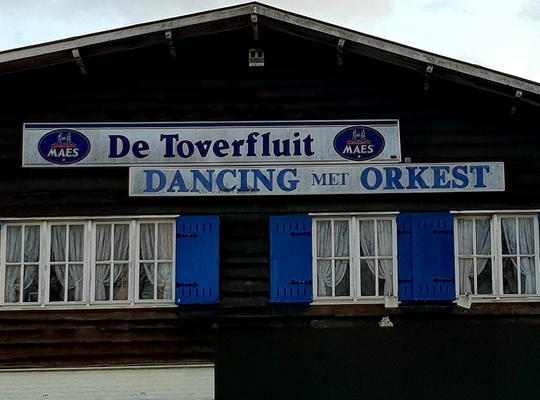 MAES De Toverfluit MAES
DANCING MET ORKEST